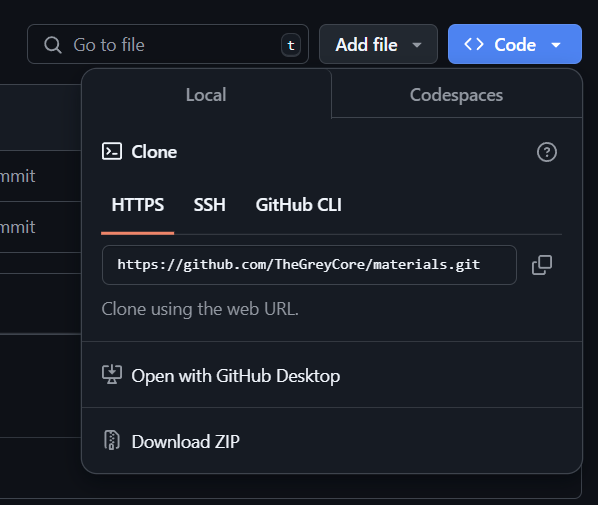 Go to file
t
Add file
Code
Local
Codespaces
Clone
mmit
HTTPS
SSH
GitHub CLI
mmit
https://github.com/TheGreyCore/materials.git
Clone using the web URL.
Open with GitHub Desktop
Download ZIP